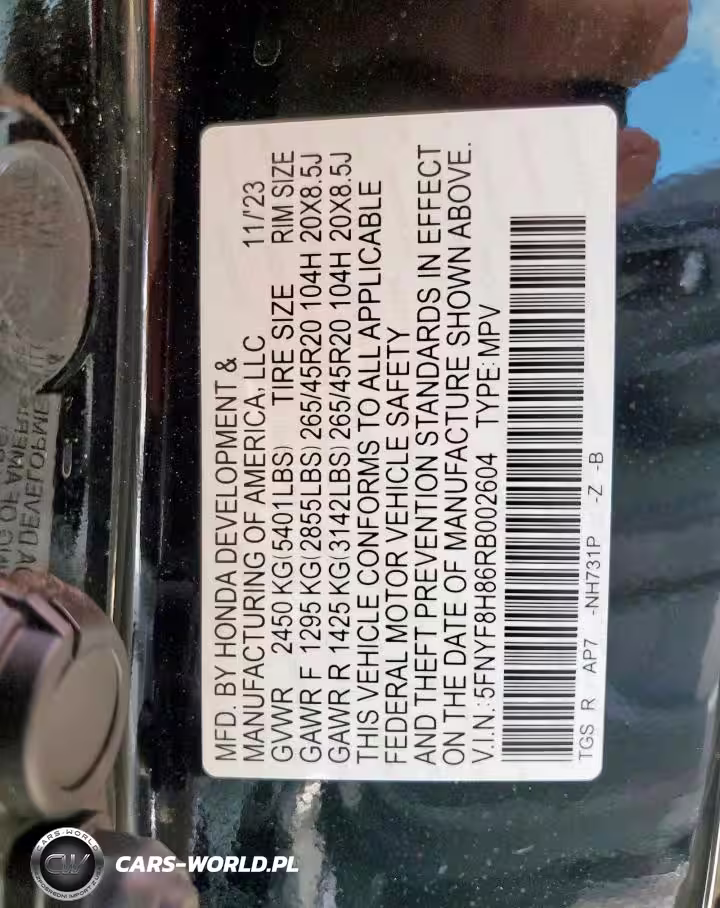 MFD. BY HONDA DEVELOPMENT &
MANUFACTURING OF AMERICA, LLC 11/'23
GVWR 2450 KG(5401LBS) TIRE SIZE RIM SIZE
GAWR F 1295 KG(2855LBS) 265/45R20 104H 20X8.5J
GAWR R 1425 KG(3142LBS) 265/45R20 104H 20X8.5J
THIS VEHICLE CONFORMS TO ALL APPLICABLE
FEDERAL MOTOR VEHICLE SAFETY
AND THEFT PREVENTION STANDARDS IN EFFECT
ON THE DATE OF MANUFACTURE SHOWN ABOVE.
V.I.N.:5FNYF8H86RB002604 TYPE:MPV
TGS R AP7 -NH731P -Z -B
CARS-WORLD
CW
CARS-WORLD.PL